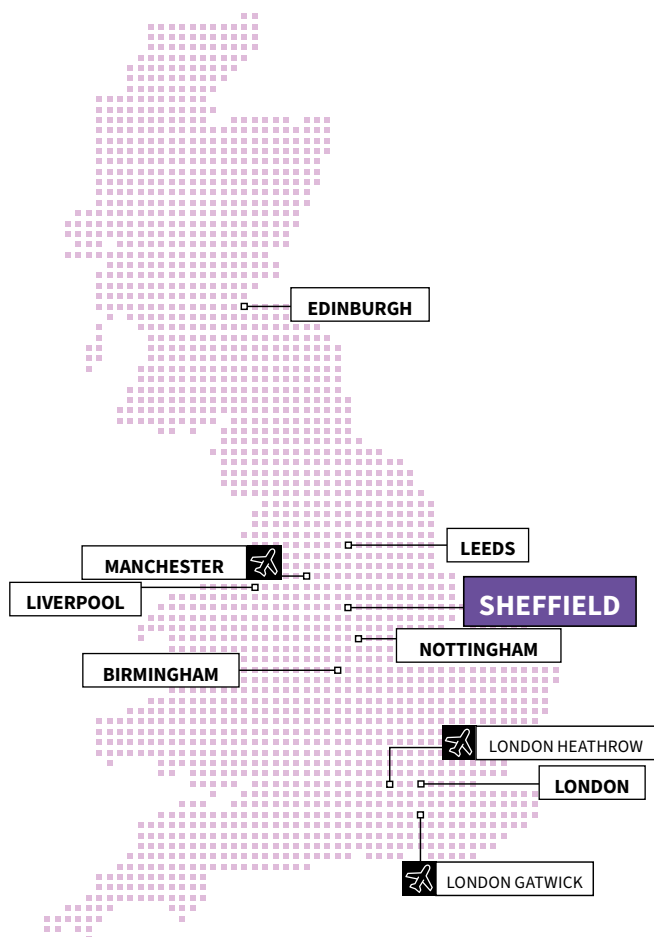 EDINBURGH
LEEDS
MANCHESTER
SHEFFIELD
LIVERPOOL
NOTTINGHAM
BIRMINGHAM
LONDON HEATHROW
LONDON
LONDON GATWICK